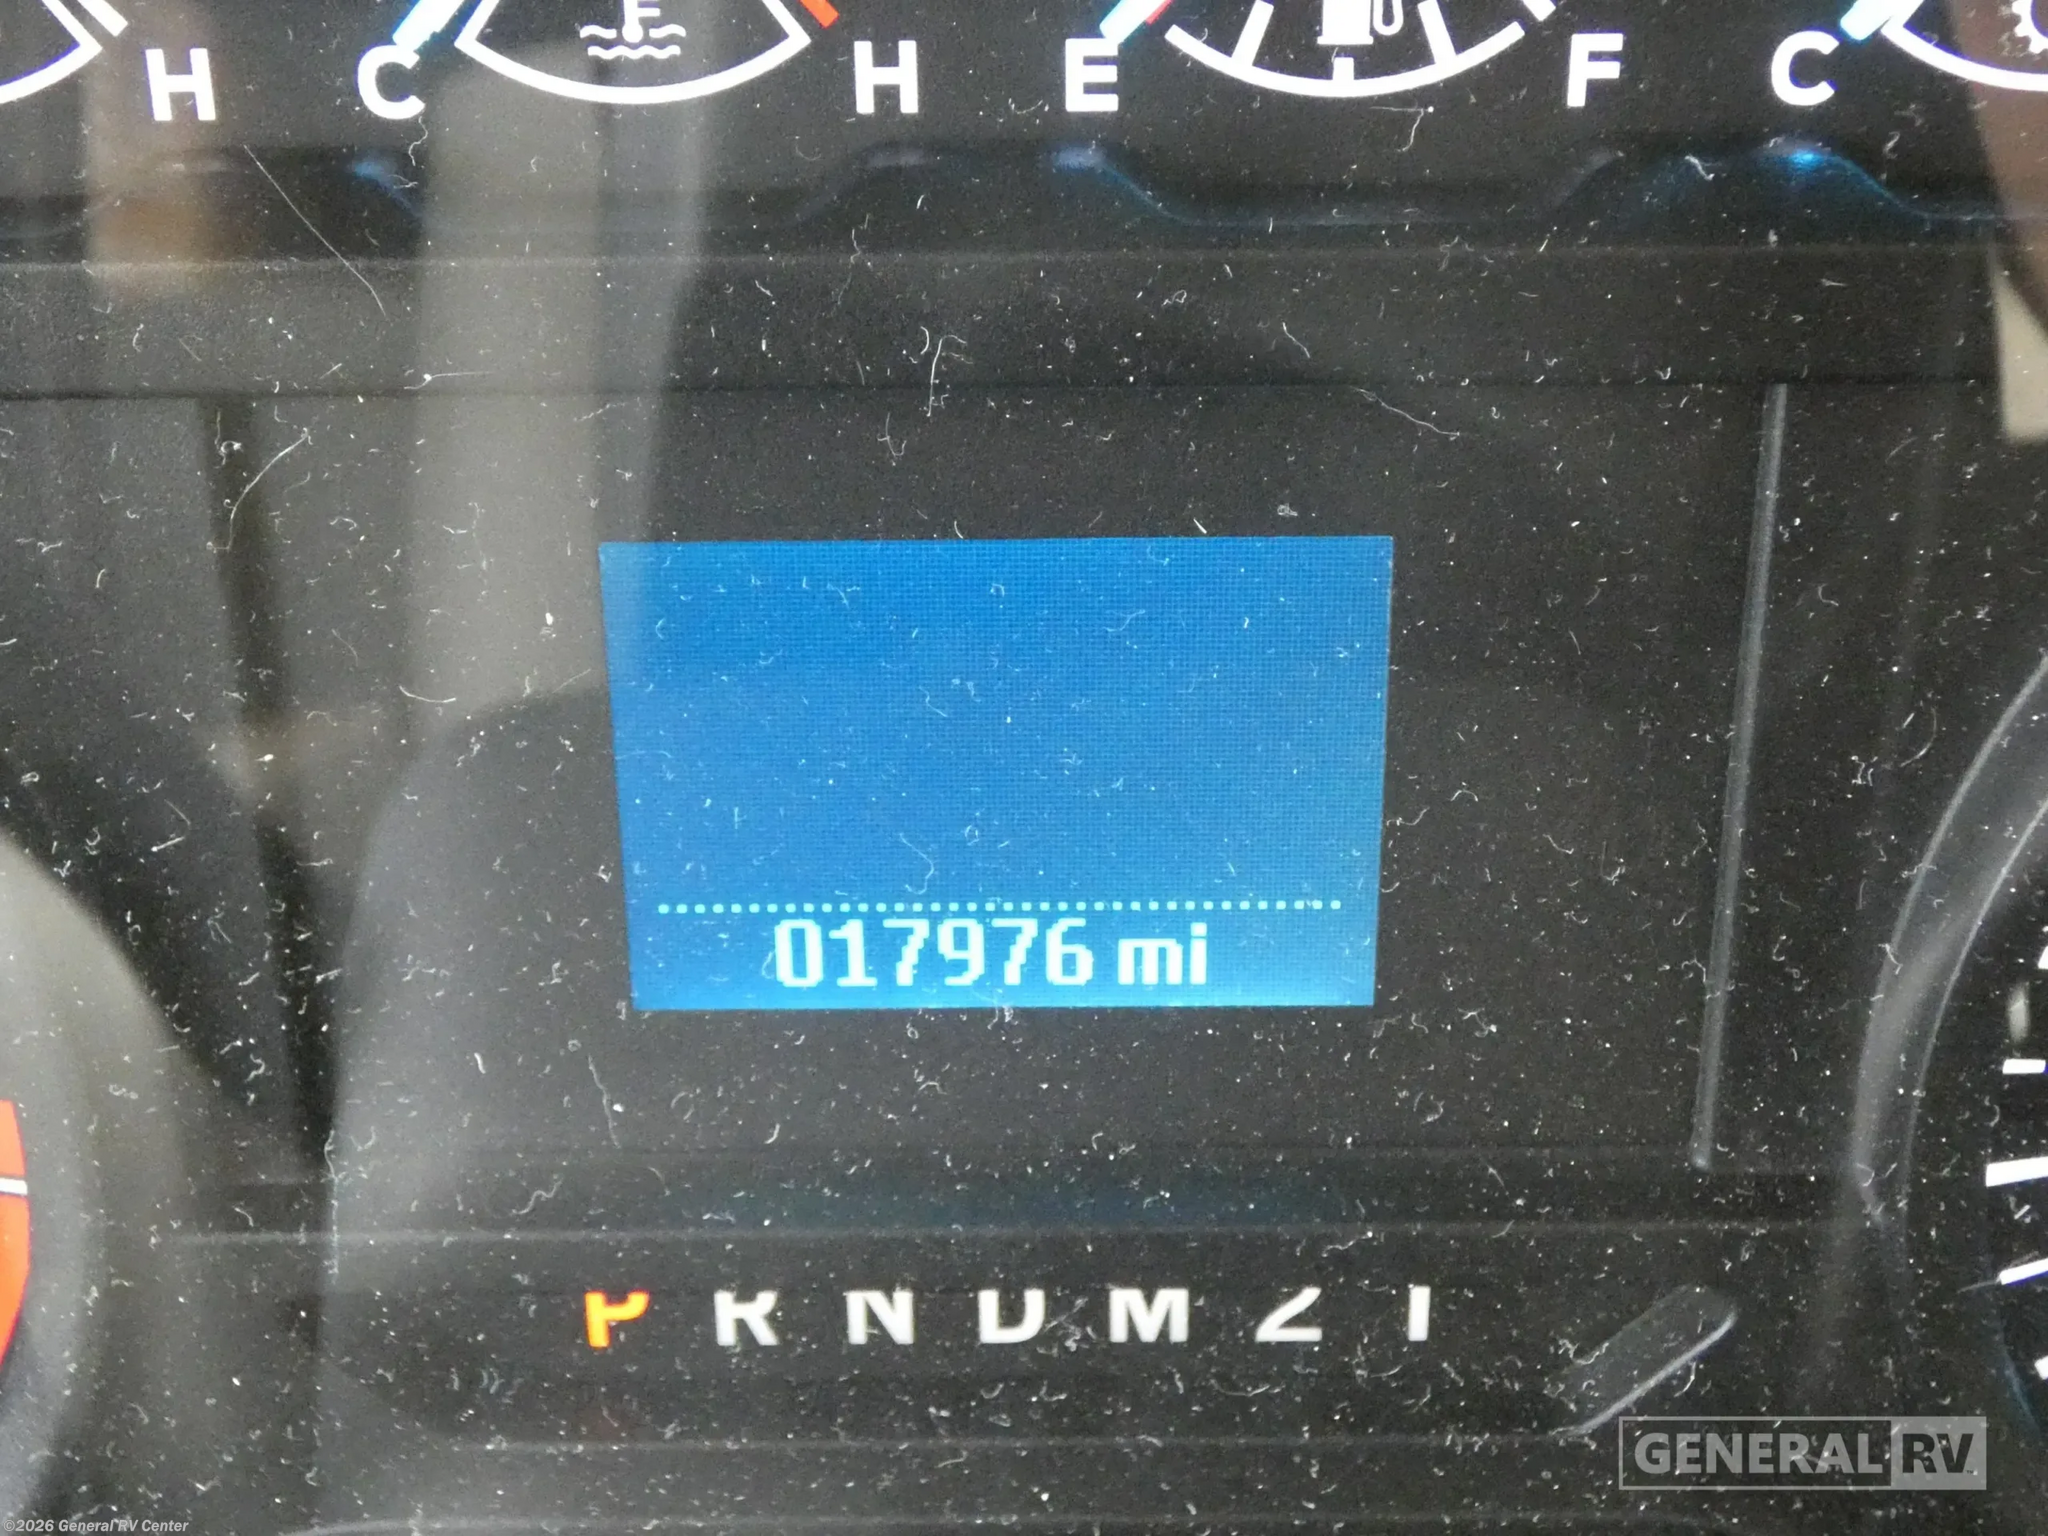 H C H E F C
017976 mi
P R N D M 2 1
GENERAL RV
©2026 General RV Center